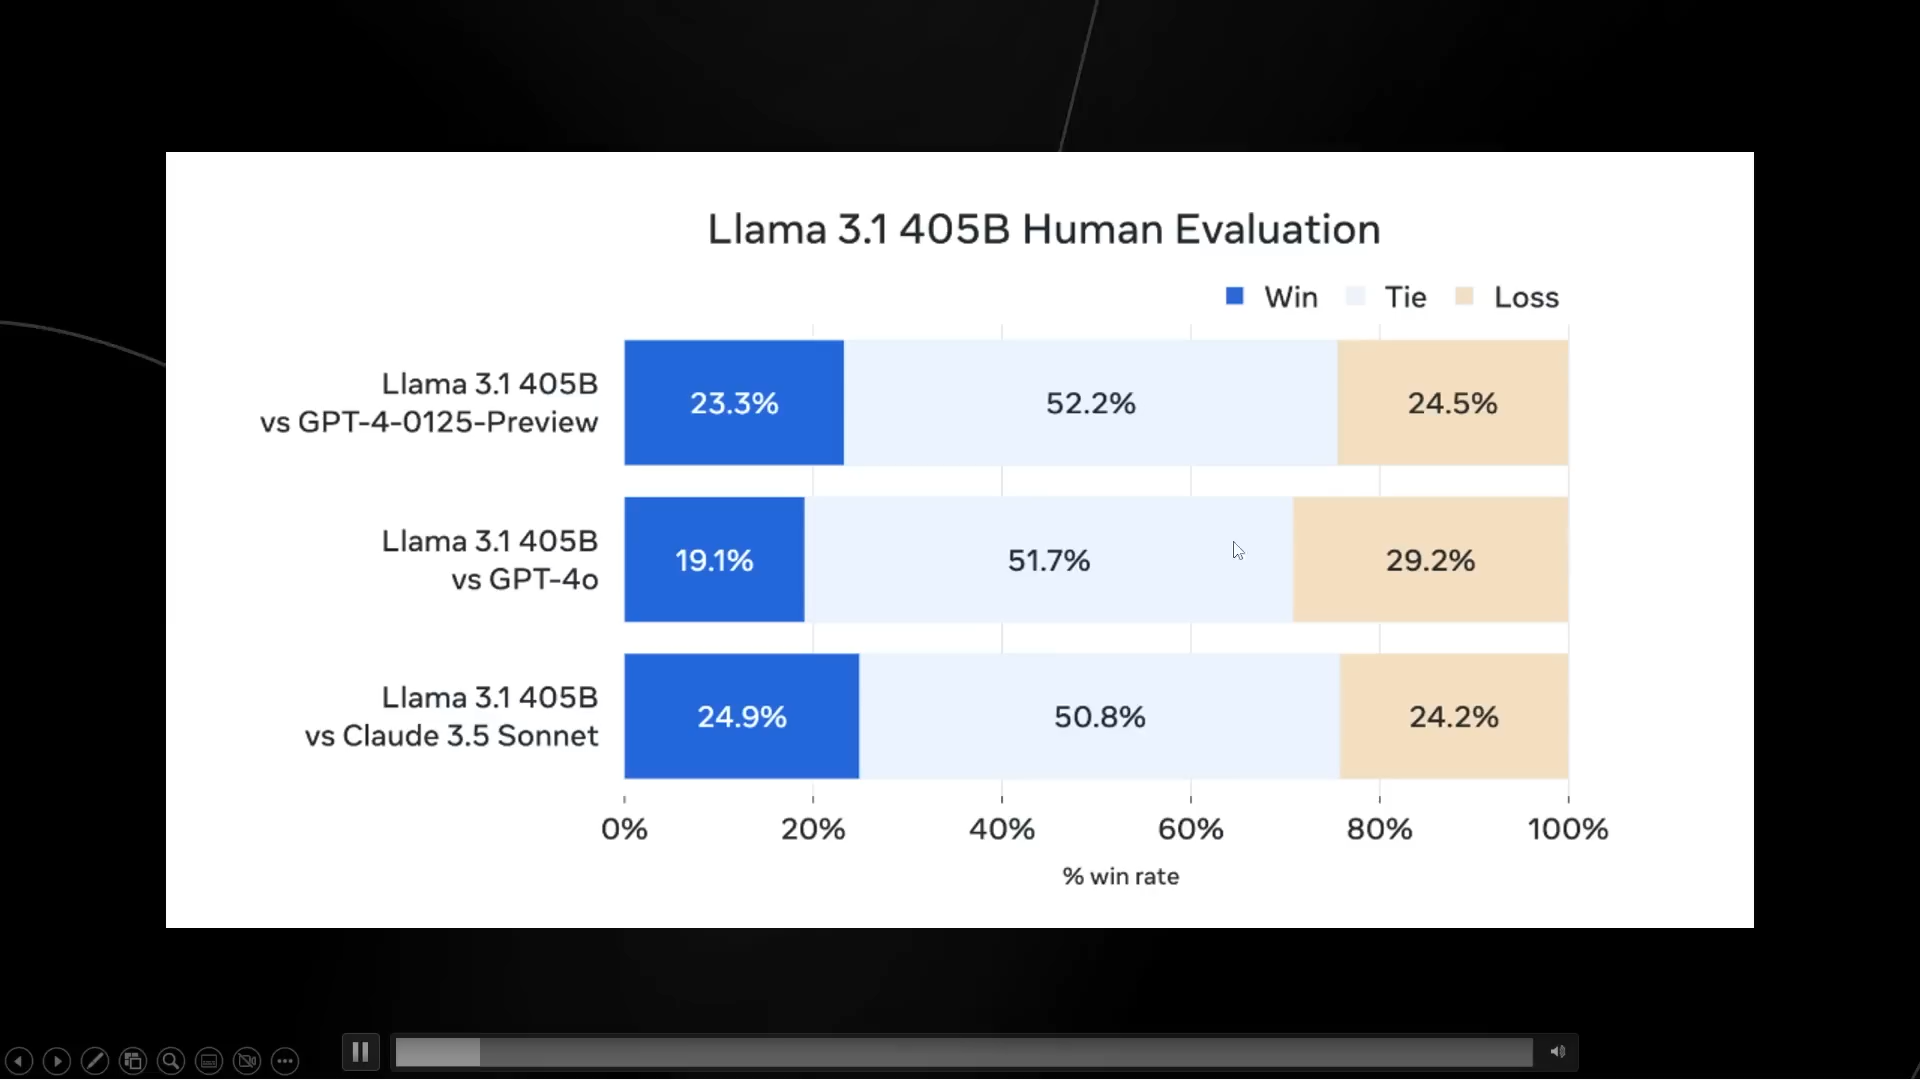 Llama 3.1 405B Human Evaluation
Win Tie Loss
Llama 3.1 405B
vs GPT-4-0125-Preview
23.3% 52.2% 24.5%
Llama 3.1 405B
vs GPT-4o
19.1% 51.7% 29.2%
Llama 3.1 405B
vs Claude 3.5 Sonnet
24.9% 50.8% 24.2%
0% 20% 40% 60% 80% 100%
% win rate